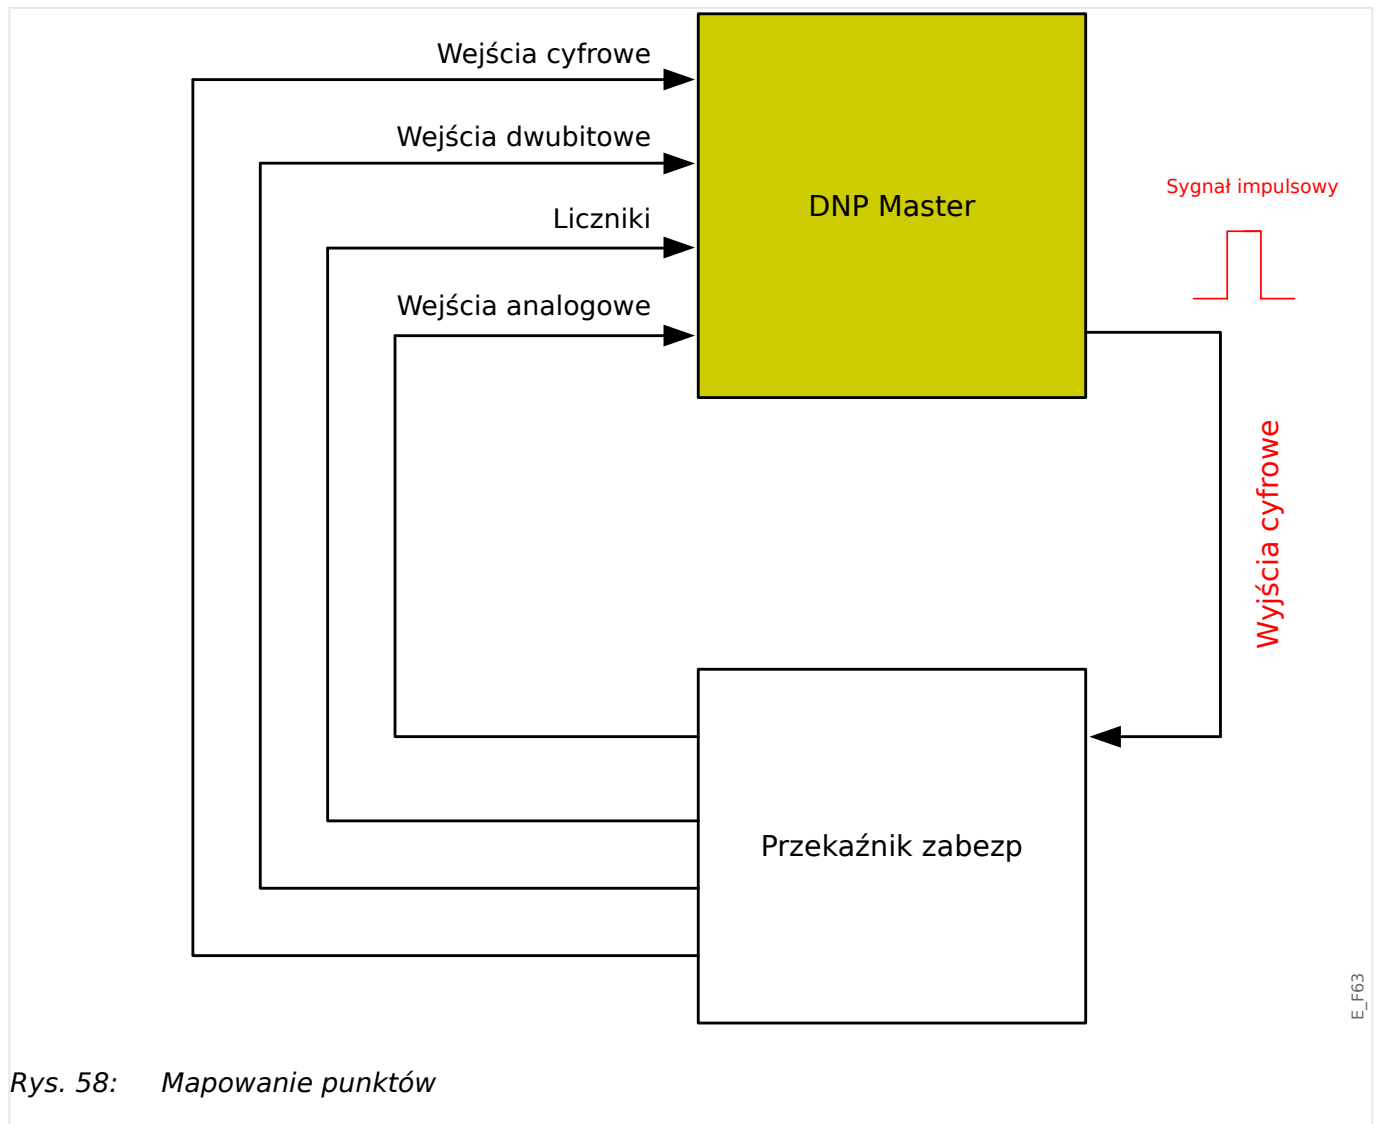 Wejścia cyfrowe
Wejścia dwubitowe
Liczniki
Wejścia analogowe
DNP Master
Sygnał impulsowy
Wyjścia cyfrowe
Przekaźnik zabezp
E_F63
Rys. 58: Mapowanie punktów